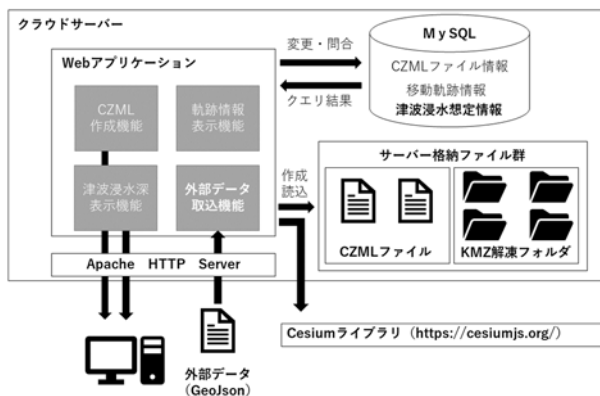 クラウドサーバー
Webアプリケーション
CZML
作成機能
軌跡情報
表示機能
津波浸水深
表示機能
外部データ
取込機能
変更・問合
クエリ結果
MySQL
CZMLファイル情報
移動軌跡情報
津波浸水想定情報
作成
読込
サーバー格納ファイル群
CZMLファイル
KMZ解凍フォルダ
Apache HTTP Server
外部データ
(GeoJson)
Cesiumライブラリ（https://cesiumjs.org/）